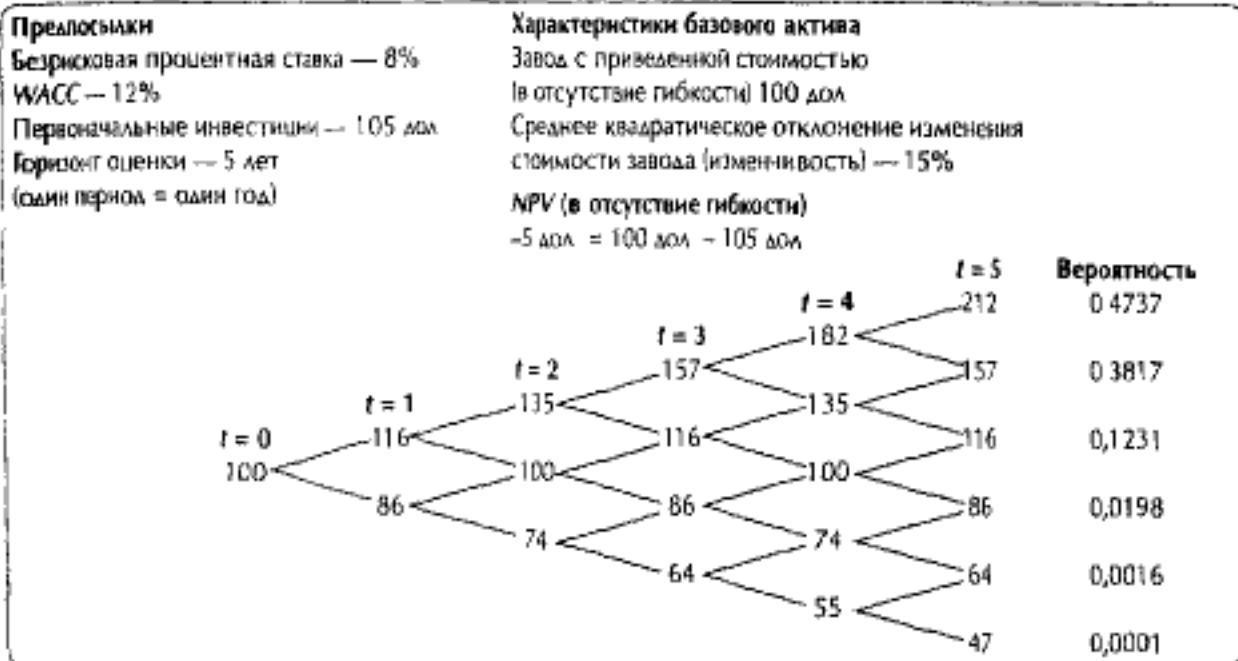 Предпосылки
Безрисковая процентная ставка — 8%
WACC — 12%
Первоначальные инвестиции — 105 дол
Горизонт оценки — 5 лет
(один период = один год)
Характеристики базового актива
Завод с приведенной стоимостью
(в отсутствие гибкости) 100 дол
Среднее квадратическое отклонение изменения
стоимости завода (изменчивость) — 15%
NPV (в отсутствие гибкости)
–5 дол = 100 дол – 105 дол
t = 0
100
t = 1
116
86
t = 2
135
100
74
t = 3
157
116
86
64
t = 4
182
135
100
74
55
t = 5 Вероятность
212 0 4737
157 0 3817
116 0,1231
86 0,0198
64 0,0016
47 0,0001